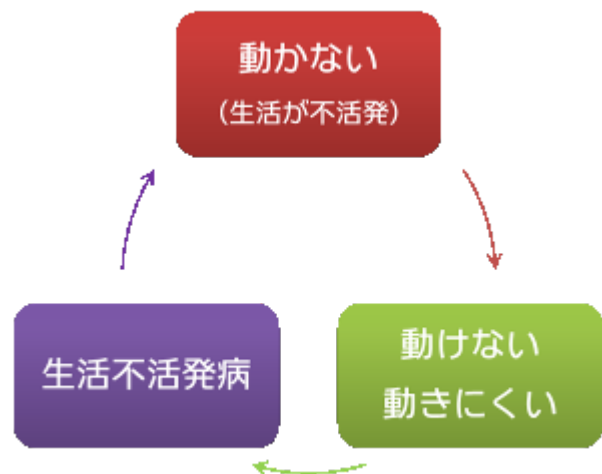 動かない
（生活が不活発）
動けない
動きにくい
生活不活発病